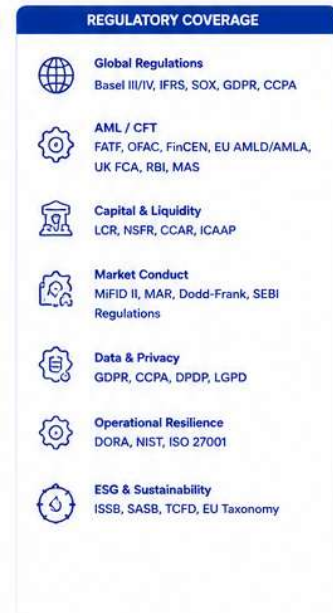 REGULATORY COVERAGE
Global Regulations
Basel III/IV, IFRS, SOX, GDPR, CCPA
AML / CFT
FATF, OFAC, FinCEN, EU AMLD/AMLA,
UK FCA, RBI, MAS
Capital & Liquidity
LCR, NSFR, CCAR, ICAAP
Market Conduct
MiFID II, MAR, Dodd-Frank, SEBI
Regulations
Data & Privacy
GDPR, CCPA, DPDP, LGPD
Operational Resilience
DORA, NIST, ISO 27001
ESG & Sustainability
ISSB, SASB, TCFD, EU Taxonomy